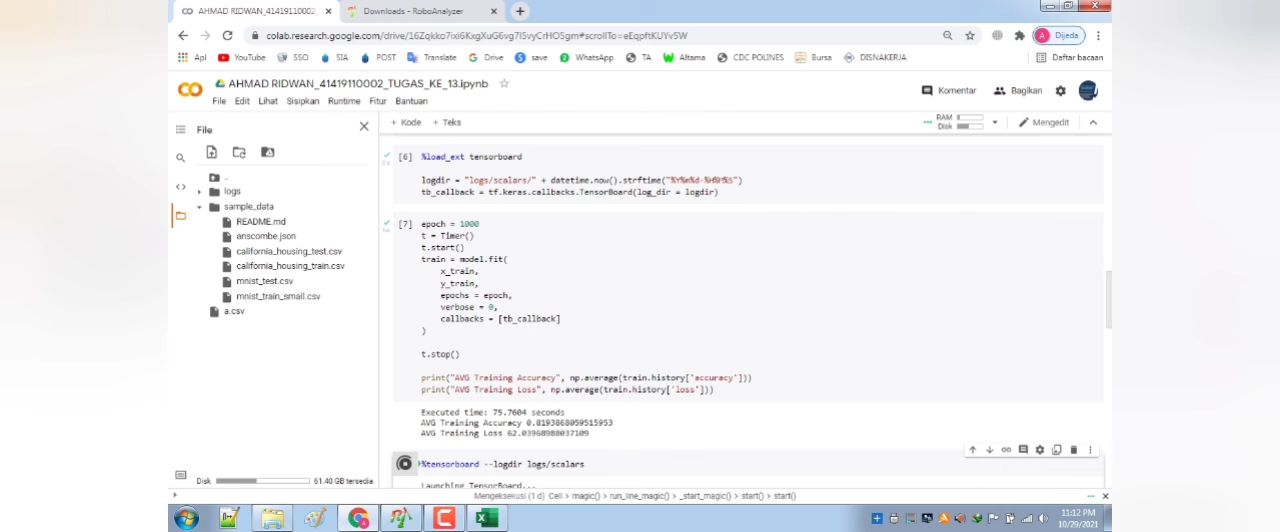 AHMAD RIDWAN_41419110002_
Downloads - RoboAnalyzer
colab.research.google.com/drive/16Zqkko7ixi6KxgXuG6vg7lSvyCrHOSgm#scrollTo=eEqpftKUYvSW
Dijeda
Apl
YouTube
SSO
SIA
POST
Translate
Drive
save
WhatsApp
TA
Altama
CDC POLINES
Bursa
DISNAKERJA
Daftar bacaan
AHMAD RIDWAN_41419110002_TUGAS_KE_13.ipynb
File Edit Lihat Sisipkan Runtime Fitur Bantuan
Komentar
Bagikan
File
+ Kode + Teks
RAM
Disk
Mengedit
..
logs
sample_data
README.md
anscombe.json
california_housing_test.csv
california_housing_train.csv
mnist_test.csv
mnist_train_small.csv
a.csv
Disk
61.40 GB tersedia
[6] %load_ext tensorboard
logdir = "logs/scalars/" + datetime.now().strftime("%Y%m%d-%H%M%S")
tb_callback = tf.keras.callbacks.TensorBoard(log_dir = logdir)
[7] epoch = 1000
t = Timer()
t.start()
train = model.fit(
x_train,
y_train,
epochs = epoch,
verbose = 0,
callbacks = [tb_callback]
)
t.stop()
print("AVG Training Accuracy", np.average(train.history['accuracy']))
print("AVG Training Loss", np.average(train.history['loss']))
Executed time: 75.7604 seconds
AVG Training Accuracy 0.8193868059515953
AVG Training Loss 62.03968988037109
%tensorboard --logdir logs/scalars
Launching TensorBoard...
Mengeksekusi (1 d) Cell > magic() > run_line_magic() > _start_magic() > start() > start()
11:12 PM
10/29/2021